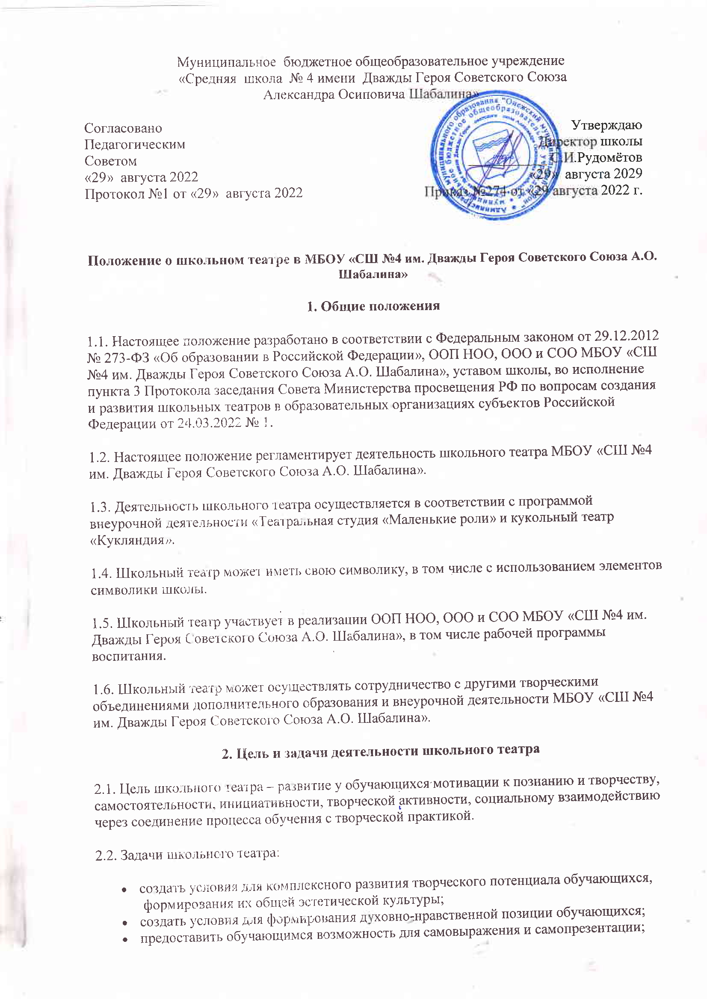 Муниципальное бюджетное общеобразовательное учреждение
«Средняя школа № 4 имени Дважды Героя Советского Союза
Александра Осиповича Шабалина»
Согласовано
Педагогическим
Советом
«29» августа 2022
Протокол №1 от «29» августа 2022
Утверждаю
Директор школы
С.И.Рудомётов
«29» августа 2029
Приказ №274 от «29 августа 2022 г.
Положение о школьном театре в МБОУ «СШ №4 им. Дважды Героя Советского Союза А.О.
Шабалина»
1. Общие положения
1.1. Настоящее положение разработано в соответствии с Федеральным законом от 29.12.2012
№ 273-ФЗ «Об образовании в Российской Федерации», ООП НОО, ООО и СОО МБОУ «СШ
№4 им. Дважды Героя Советского Союза А.О. Шабалина», уставом школы, во исполнение
пункта 3 Протокола заседания Совета Министерства просвещения РФ по вопросам создания
и развития школьных театров в образовательных организациях субъектов Российской
Федерации от 24.03.2022 № 1.
1.2. Настоящее положение регламентирует деятельность школьного театра МБОУ «СШ №4
им. Дважды Героя Советского Союза А.О. Шабалина».
1.3. Деятельность школьного театра осуществляется в соответствии с программой
внеурочной деятельности «Театральная студия «Маленькие роли» и кукольный театр
«Кукляндия».
1.4. Школьный театр может иметь свою символику, в том числе с использованием элементов
символики школы.
1.5. Школьный театр участвует в реализации ООП НОО, ООО и СОО МБОУ «СШ №4 им.
Дважды Героя Советского Союза А.О. Шабалина», в том числе рабочей программы
воспитания.
1.6. Школьный театр может осуществлять сотрудничество с другими творческими
объединениями дополнительного образования и внеурочной деятельности МБОУ «СШ №4
им. Дважды Героя Советского Союза А.О. Шабалина».
2. Цель и задачи деятельности школьного театра
2.1. Цель школьного театра – развитие у обучающихся мотивации к познанию и творчеству,
самостоятельности, инициативности, творческой активности, социальному взаимодействию
через соединение процесса обучения с творческой практикой.
2.2. Задачи школьного театра:
• создать условия для комплексного развития творческого потенциала обучающихся,
формирования их общей эстетической культуры;
• создать условия для формирования духовно-нравственной позиции обучающихся;
• предоставить обучающимся возможность для самовыражения и самопрезентации;